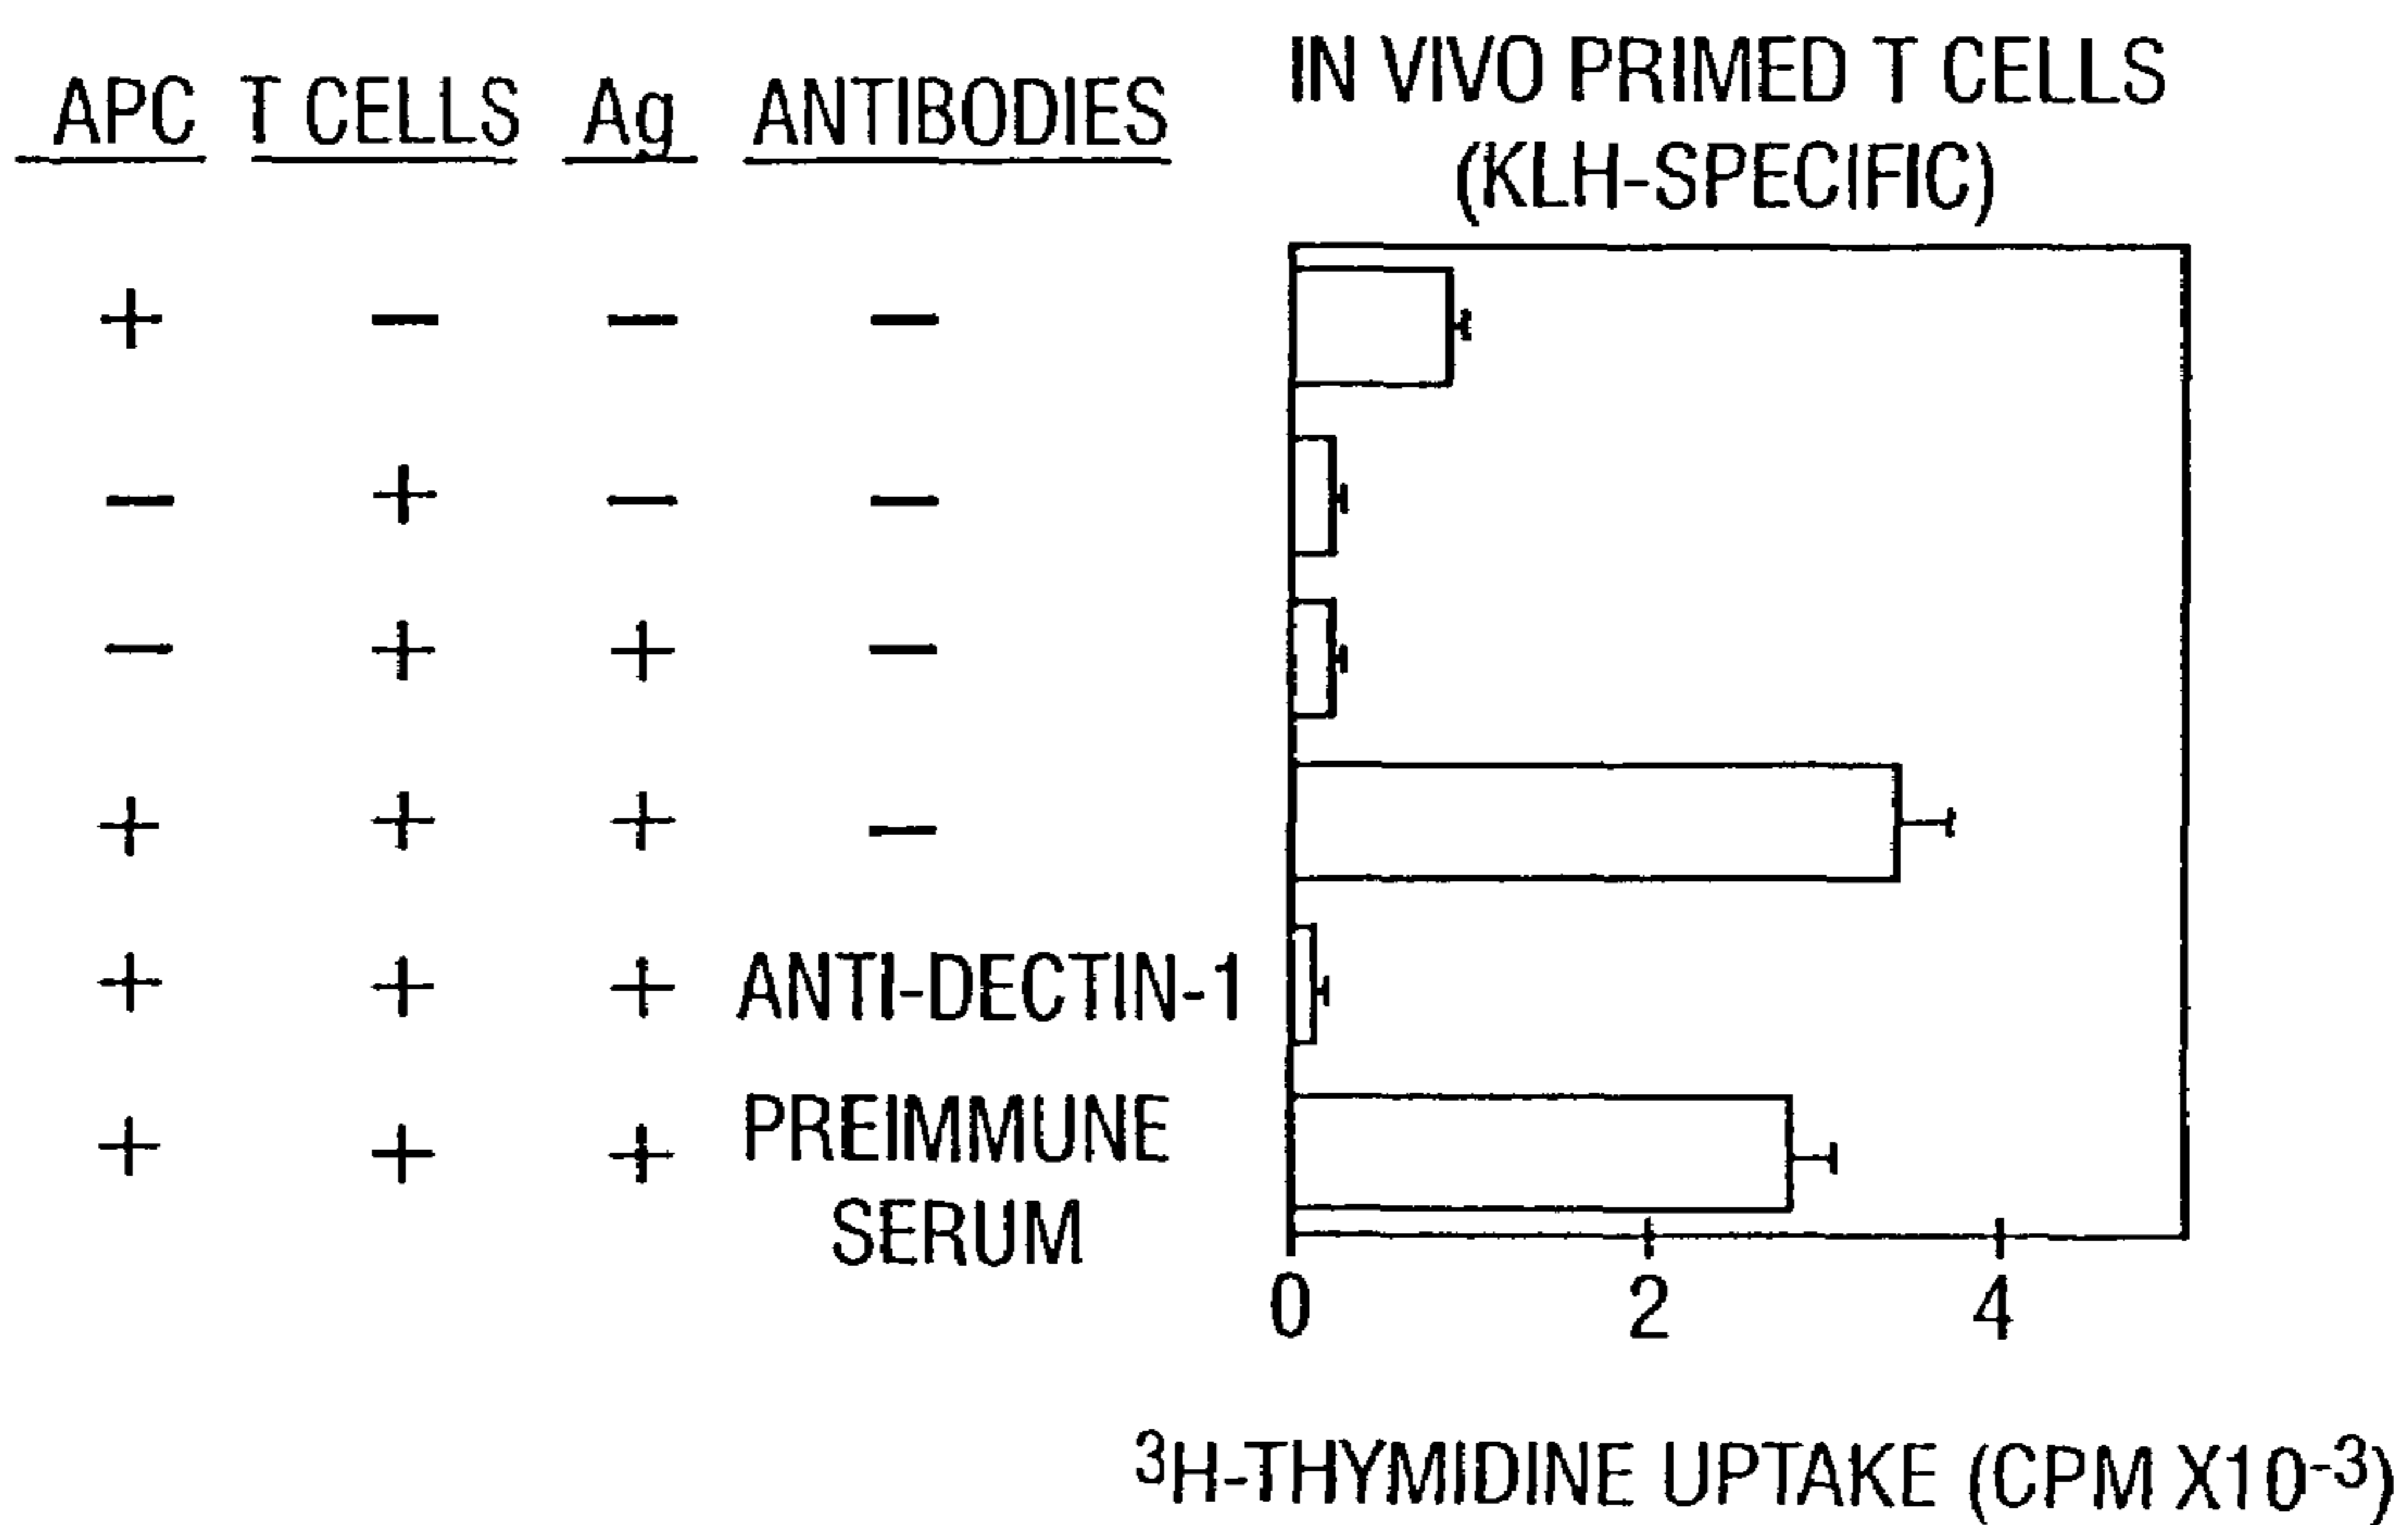 IN VIVO PRIMED T CELLS
(KLH-SPECIFIC)
APC T CELLS Ag ANTIBODIES
+ − − −
− + − −
− + + −
+ + + −
+ + + ANTI-DECTIN-1
+ + + PREIMMUNE
SERUM
0 2 4
³H-THYMIDINE UPTAKE (CPM X10⁻³)